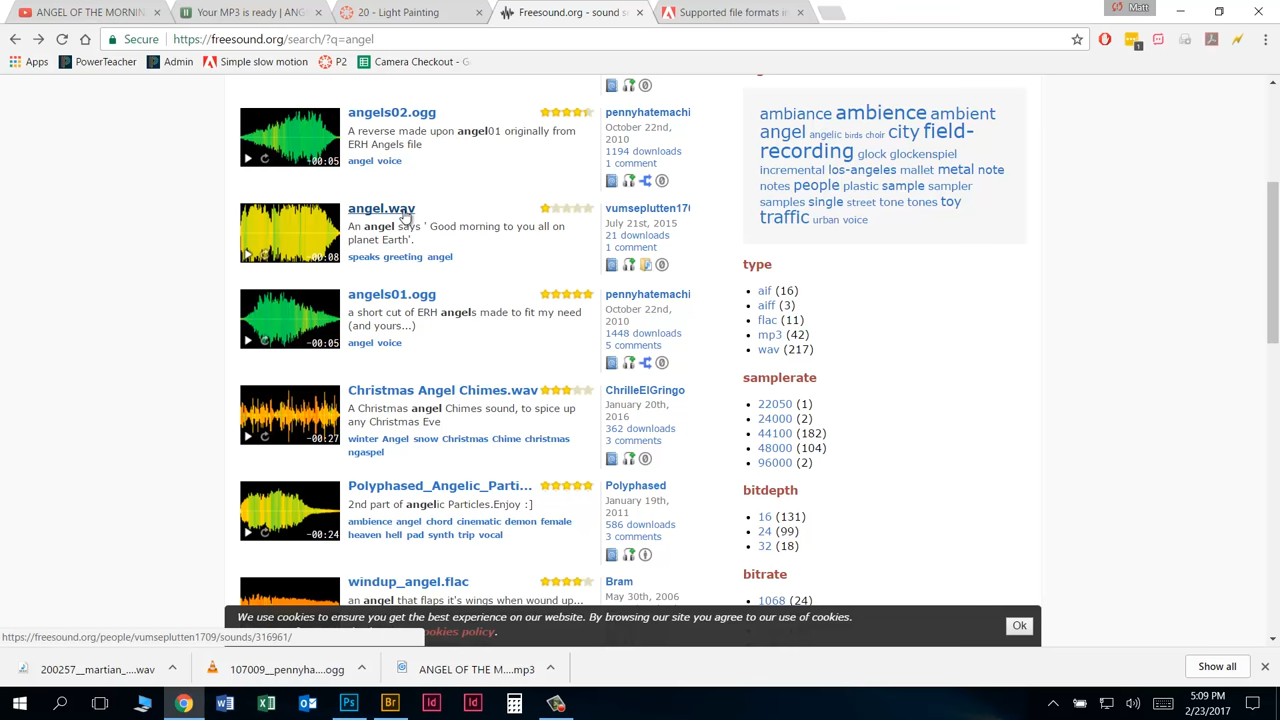 ANGEL OF THE MORNIN
Your MP3 is ready | ANG
20 - Light Painting
Freesound.org - sound s
Supported file formats i
Matt
Secure
https://freesound.org/search/?q=angel
Apps
PowerTeacher
Admin
Simple slow motion
P2
Camera Checkout - G
angels02.ogg
A reverse made upon angel01 originally from
ERH Angels file
angel voice
-00:05
pennyhatemachi
October 22nd,
2010
1194 downloads
1 comment
angel.wav
An angel says ' Good morning to you all on
planet Earth'.
speaks greeting angel
-00:08
vumseplutten170
July 21st, 2015
21 downloads
1 comment
angels01.ogg
a short cut of ERH angels made to fit my need
(and yours...)
angel voice
-00:05
pennyhatemachi
October 22nd,
2010
1448 downloads
5 comments
Christmas Angel Chimes.wav
A Christmas angel Chimes sound, to spice up
any Christmas Eve
winter Angel snow Christmas Chime christmas
ngaspel
-00:27
ChrilleElGringo
January 20th,
2016
362 downloads
3 comments
Polyphased_Angelic_Parti...
2nd part of angelic Particles.Enjoy :]
ambience angel chord cinematic demon female
heaven hell pad synth trip vocal
-00:24
Polyphased
January 19th,
2011
586 downloads
3 comments
windup_angel.flac
an angel that flaps it's wings when wound up...
Bram
May 30th, 2006
ambiance ambience ambient
angel angelic birds choir city field-
recording glock glockenspiel
incremental los-angeles mallet metal note
notes people plastic sample sampler
samples single street tone tones toy
traffic urban voice
type
aif (16)
aiff (3)
flac (11)
mp3 (42)
wav (217)
samplerate
22050 (1)
24000 (2)
44100 (182)
48000 (104)
96000 (2)
bitdepth
16 (131)
24 (99)
32 (18)
bitrate
1068 (24)
We use cookies to ensure you get the best experience on our website. By browsing our site you agree to our use of cookies.
ookies policy.
Ok
https://freesound.org/people/vumseplutten1709/sounds/316961/
200257__martian_....wav
107009__pennyha....ogg
ANGEL OF THE M....mp3
Show all
5:09 PM
2/23/2017